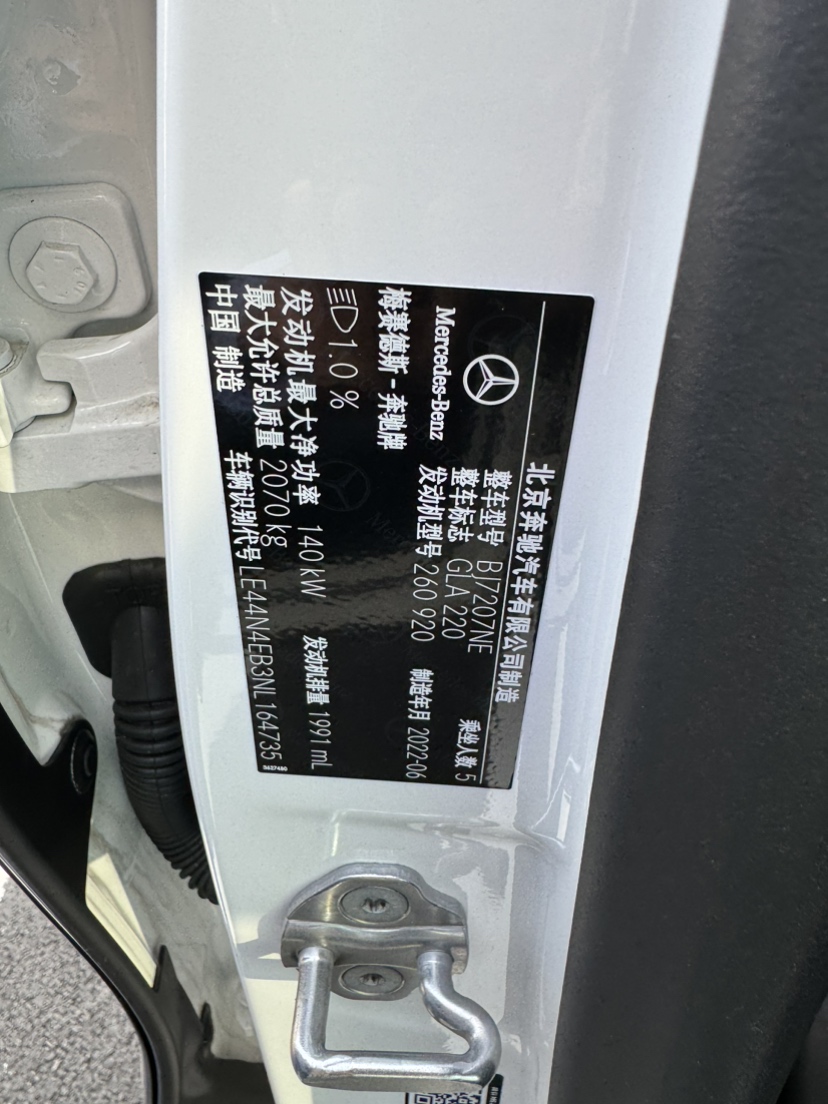 北京奔驰汽车有限公司制造
Mercedes-Benz
梅赛德斯-奔驰牌
整车型号 BJ7207NE 乘坐人数 5
整车标志 GLA 220
发动机型号 260 920 制造年月 2022-06
1.0 %
发动机最大净功率 140 kW 发动机排量 1991 mL
最大允许总质量 2070 kg
中国 制造 车辆识别代号 LE44N4EB3NL164735